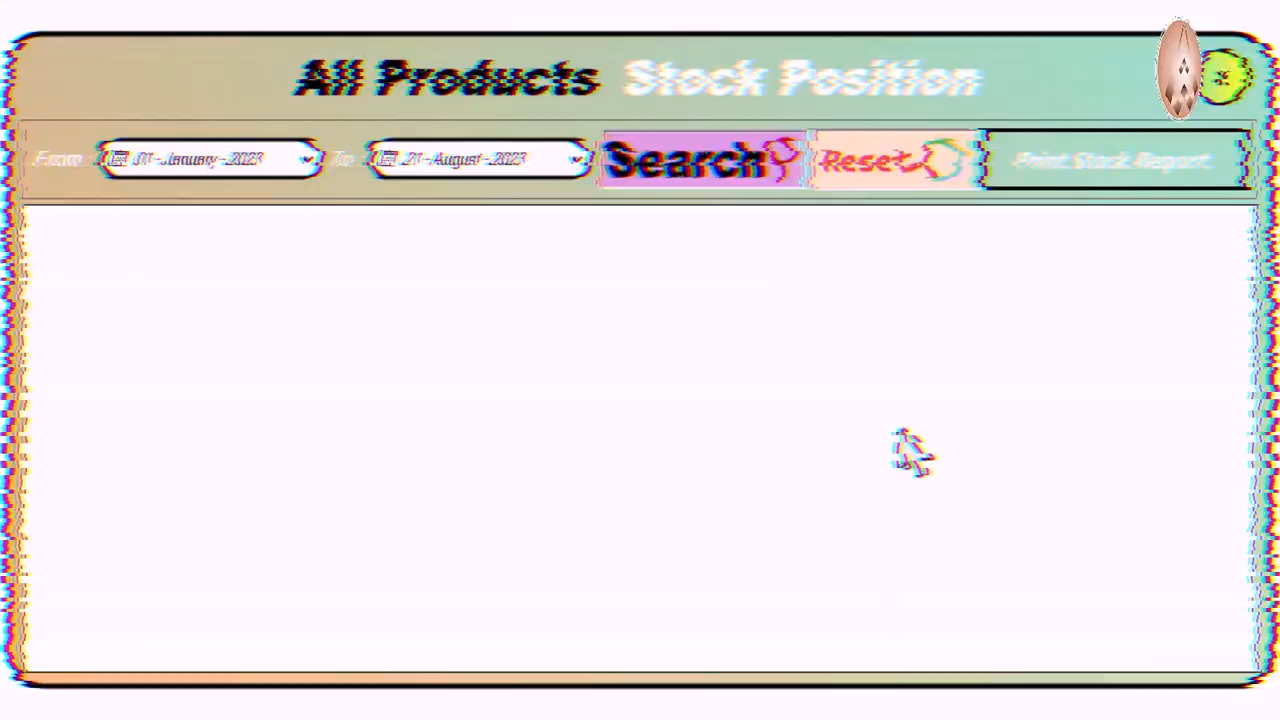 All Products Stock Position
From : 01-January-2023 To : 21-August-2023 Search Reset Print Stock Report